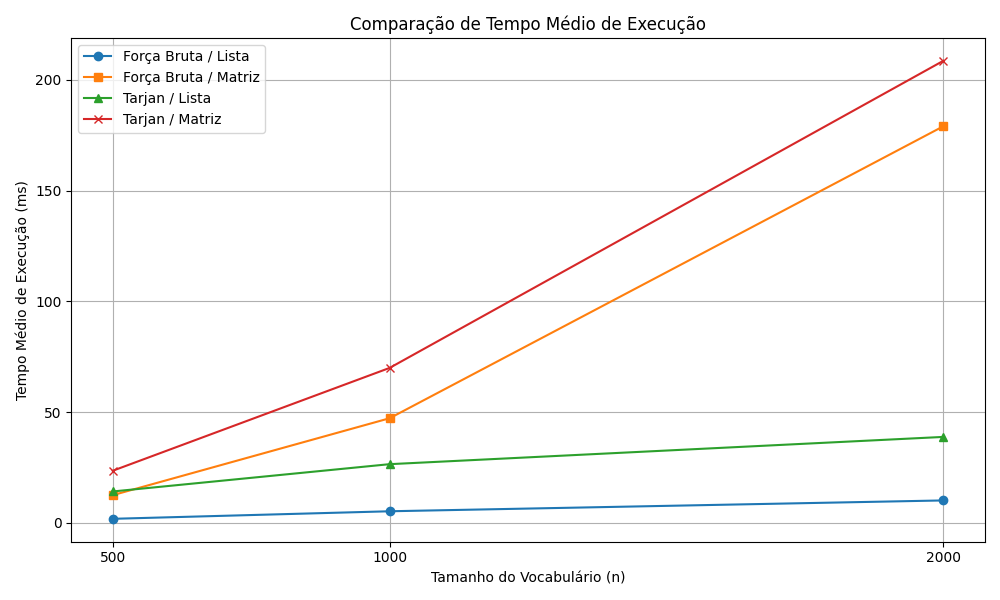 Comparação de Tempo Médio de Execução
Força Bruta / Lista
Força Bruta / Matriz
Tarjan / Lista
Tarjan / Matriz
Tempo Médio de Execução (ms)
200
150
100
50
0
500
1000
2000
Tamanho do Vocabulário (n)